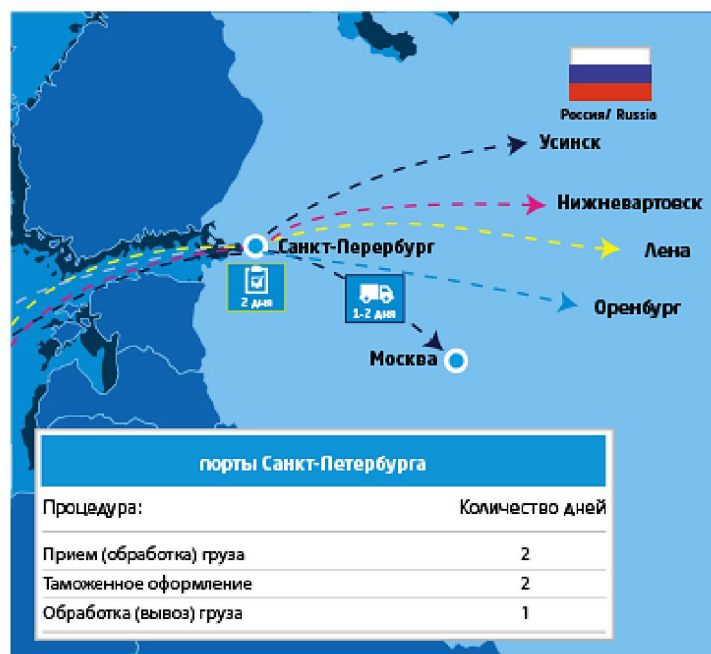 Россия/ Russia
Усинск
Нижневартовск
Санкт-Перербург
Лена
2 дня
1-2 дня
Оренбург
Москва
порты Санкт-Петербурга
Процедура: Количество дней
Прием (обработка) груза 2
Таможенное оформление 2
Обработка (вывоз) груза 1